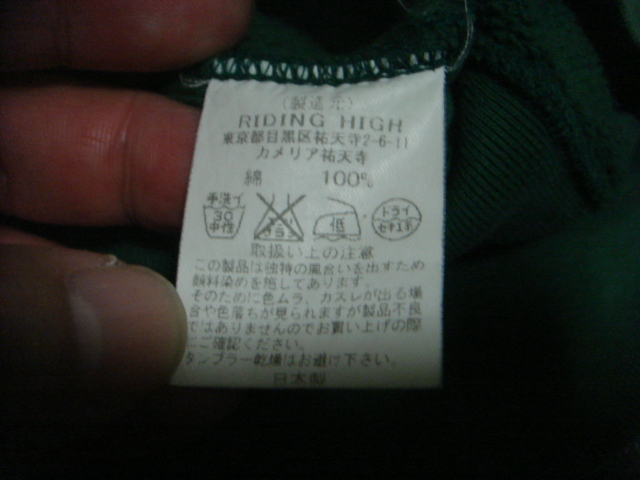 (製造元)
RIDING HIGH
東京都目黒区祐天寺2-6-11
カメリア祐天寺
綿 100%
手洗イ 30 中性 エンソサラシ 低 ドライ セキユ系
取扱い上の注意
この製品は独特の風合いを出すため
顔料染めを施してあります。
そのために色ムラ、カスレが出る場
合や色落ちが見られますが製品不良
ではありませんのでお買い上げの際
ご確認ください。
タンブラー乾燥はお避け下さい。
日本製